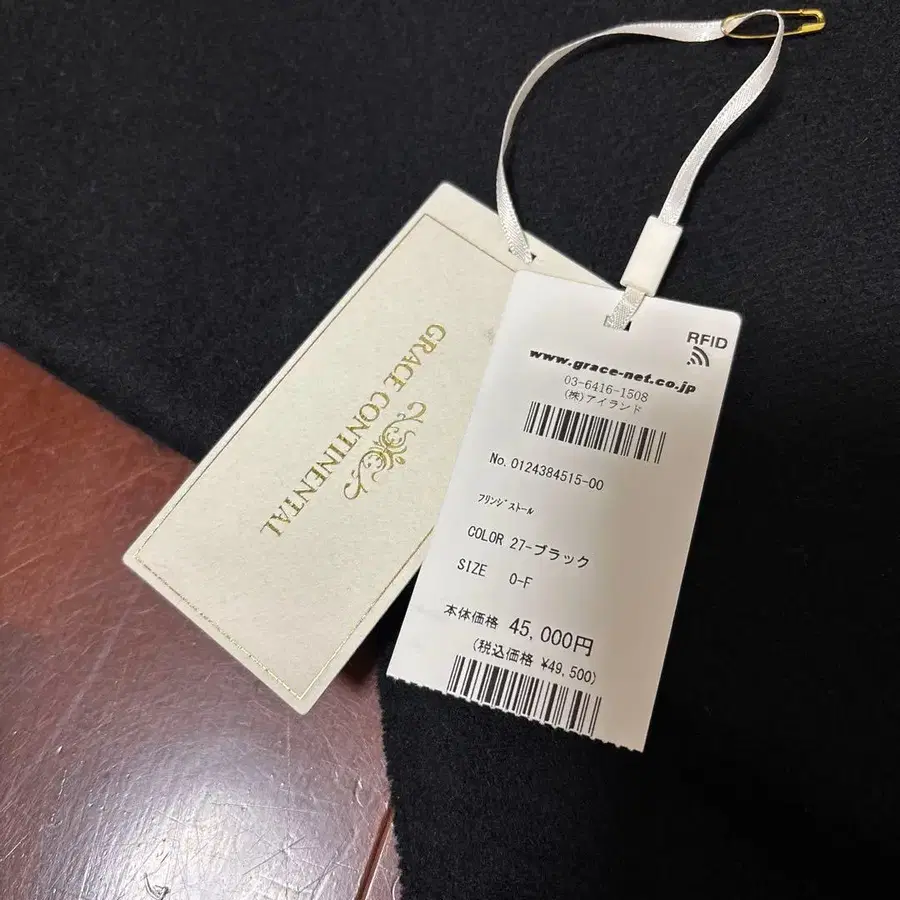 GRACE CONTINENTAL
RFID
www.grace-net.co.jp
03-6416-1508
(株)アイランド
No. 0124384515-00
フリンジストール
COLOR 27-ブラック
SIZE 0-F
本体価格 45,000円
(税込価格 ¥49,500)